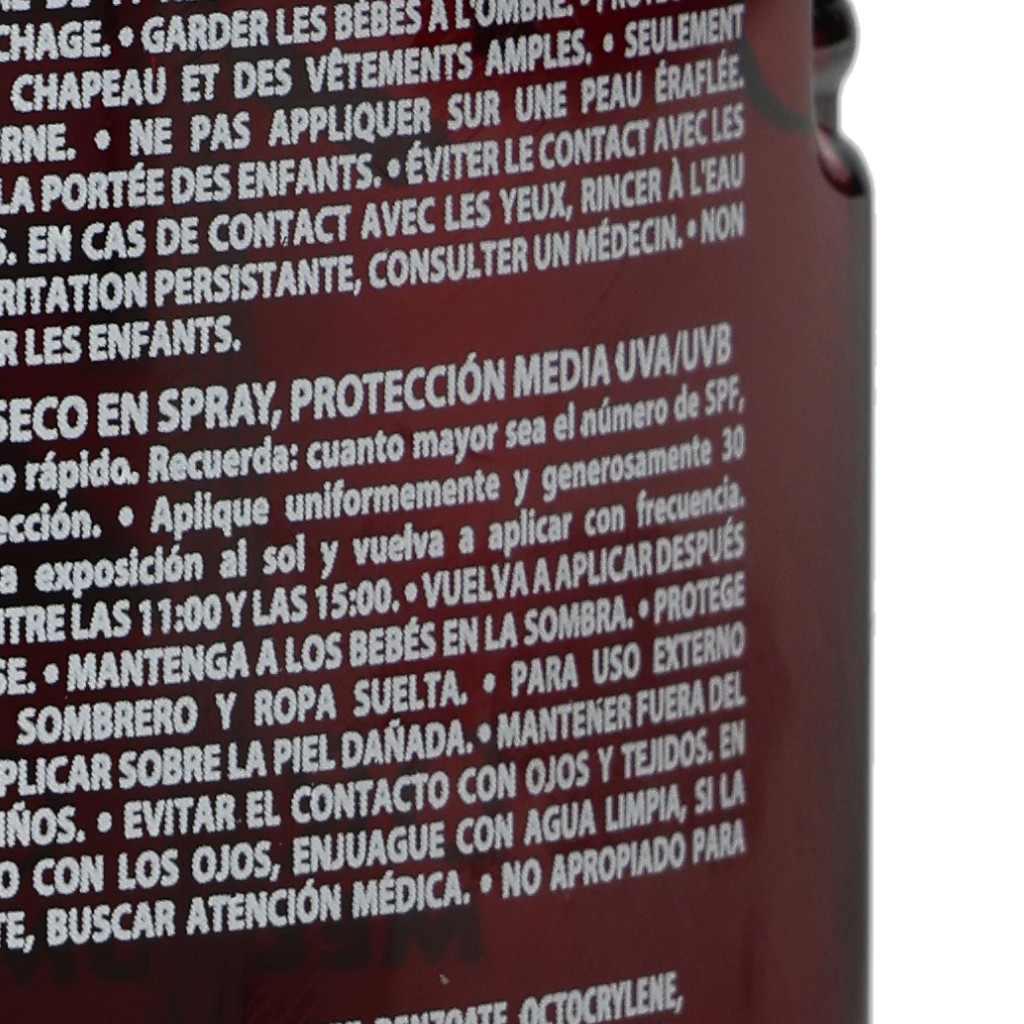 CHAGE. • GARDER LES BÉBÉS À L'OMBRE. •
CHAPEAU ET DES VÊTEMENTS AMPLES. • SEULEMENT
RNE. • NE PAS APPLIQUER SUR UNE PEAU ÉRAFLÉE.
LA PORTÉE DES ENFANTS. • ÉVITER LE CONTACT AVEC LES
S. EN CAS DE CONTACT AVEC LES YEUX, RINCER À L'EAU
RITATION PERSISTANTE, CONSULTER UN MÉDECIN. • NON
R LES ENFANTS.
SECO EN SPRAY, PROTECCIÓN MEDIA UVA/UVB
o rápido. Recuerda: cuanto mayor sea el número de SPF,
ección. • Aplique uniformemente y generosamente 30
a exposición al sol y vuelva a aplicar con frecuencia.
NTRE LAS 11:00 Y LAS 15:00. • VUELVA A APLICAR DESPUÉS
SE. • MANTENGA A LOS BEBÉS EN LA SOMBRA. • PROTEGE
SOMBRERO Y ROPA SUELTA. • PARA USO EXTERNO
PLICAR SOBRE LA PIEL DAÑADA. • MANTENER FUERA DEL
IÑOS. • EVITAR EL CONTACTO CON OJOS Y TEJIDOS. EN
O CON LOS OJOS, ENJUAGUE CON AGUA LIMPIA, SI LA
TE, BUSCAR ATENCIÓN MÉDICA. • NO APROPIADO PARA
BENZOATE, OCTOCRYLENE,